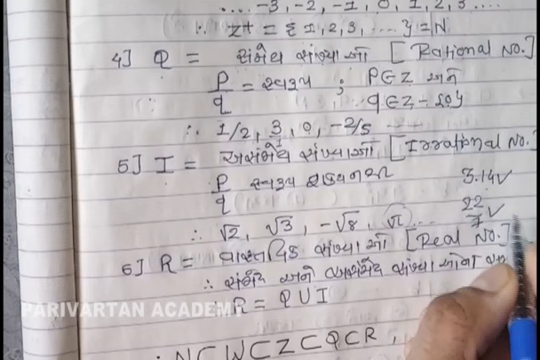 ... -3, -2, -1, 0, 1, 2, 3 ....
∴ Z+ = {1, 2, 3, .... } = N
4] Q = સંમેય સંખ્યાઓ [Rational No.]
P/q = સ્વરૂપ ; P∈Z અને
q∈Z-{0}
∴ 1/2, 3, 0, -2/5
5] I = અસંમેય સંખ્યાઓ [Irrational No.]
P/q સ્વરૂપ શક્ય નથી
3.14✓
22/7✓
∴ √2, √3, -√8, π ...
6] R = વાસ્તવિક સંખ્યાઓ [Real No.]
∴ સંમેય અને અસંમેય સંખ્યાઓના
PARIVARTAN ACADEM
R = Q U I
∴ N⊂W⊂Z⊂Q⊂R,